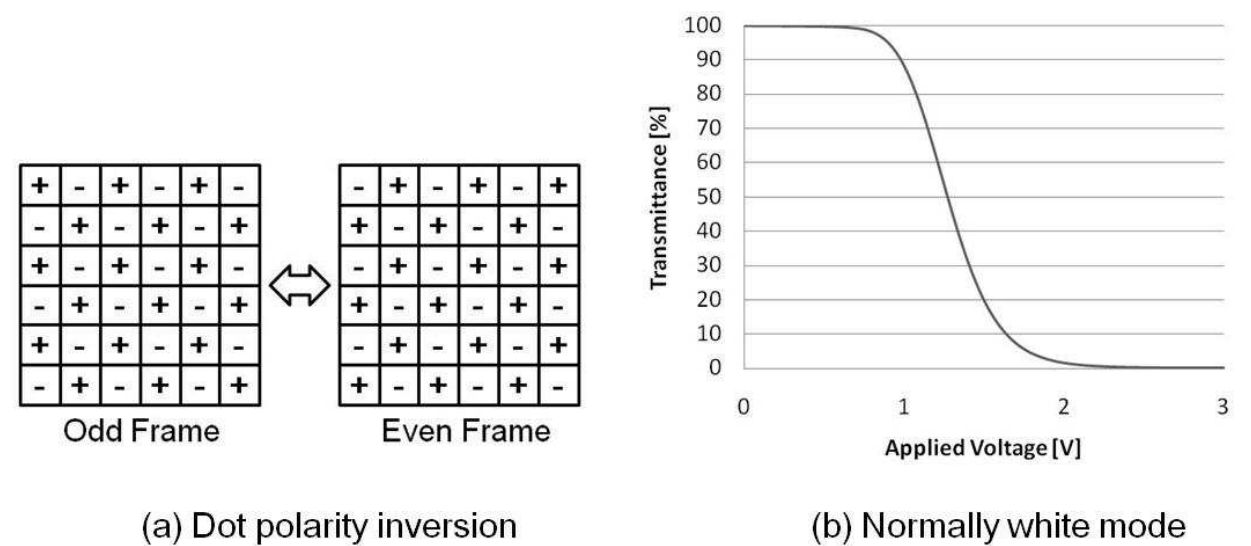 + - + - + -
- + - + - +
+ - + - + -
- + - + - +
+ - + - + -
- + - + - +
Odd Frame
- + - + - +
+ - + - + -
- + - + - +
+ - + - + -
- + - + - +
+ - + - + -
Even Frame
(a) Dot polarity inversion
Transmittance [%]
100
90
80
70
60
50
40
30
20
10
0
0 1 2 3
Applied Voltage [V]
(b) Normally white mode